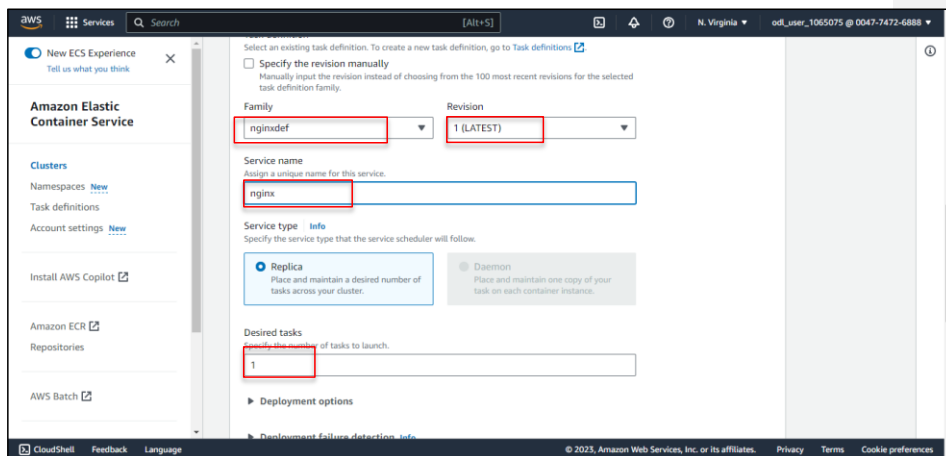 aws Services Search [Alt+S] N. Virginia odl_user_1065075 @ 0047-7472-6888
New ECS Experience
Tell us what you think
Amazon Elastic
Container Service
Clusters
Namespaces New
Task definitions
Account settings New
Install AWS Copilot
Amazon ECR
Repositories
AWS Batch
Select an existing task definition. To create a new task definition, go to Task definitions.
Specify the revision manually
Manually input the revision instead of choosing from the 100 most recent revisions for the selected
task definition family.
Family Revision
nginxdef 1 (LATEST)
Service name
Assign a unique name for this service.
nginx
Service type Info
Specify the service type that the service scheduler will follow.
Replica
Place and maintain a desired number of
tasks across your cluster.
Daemon
Place and maintain one copy of your
task on each container instance.
Desired tasks
Specify the number of tasks to launch.
1
Deployment options
Deployment failure detection Info
CloudShell Feedback Language © 2023, Amazon Web Services, Inc. or its affiliates. Privacy Terms Cookie preferences